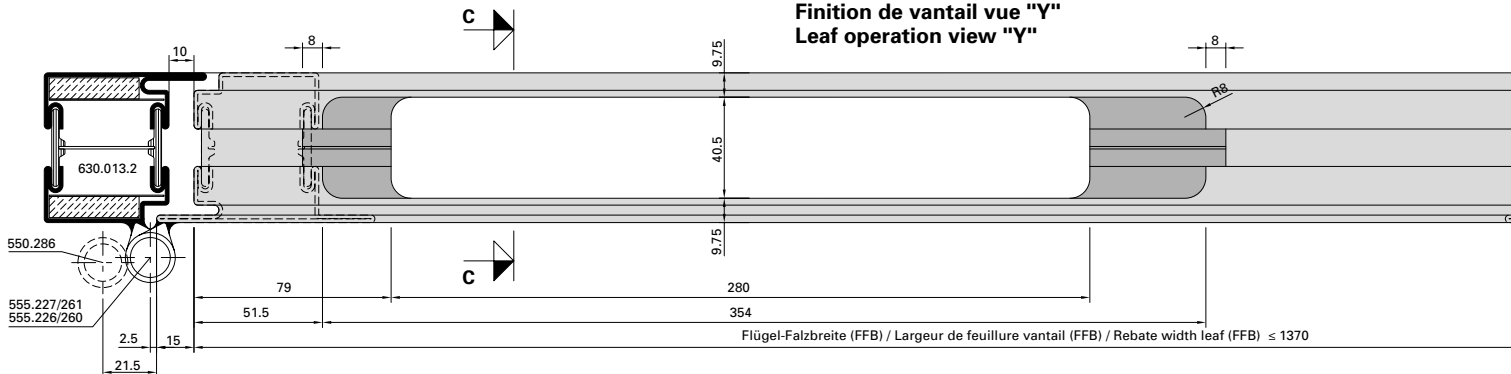 Finition de vantail vue "Y"
Leaf operation view "Y"
C
8
10
9.75
8
R8
40.5
630.013.2
9.75
550.286
C
79
280
555.227/261
555.226/260
51.5
354
2.5
15
Flügel-Falzbreite (FFB) / Largeur de feuillure vantail (FFB) / Rebate width leaf (FFB) ≤ 1370
21.5